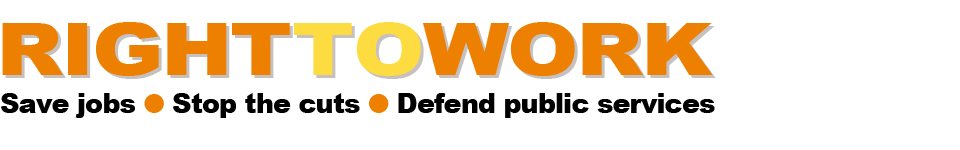 RIGHTTOWORK
Save jobs ● Stop the cuts ● Defend public services